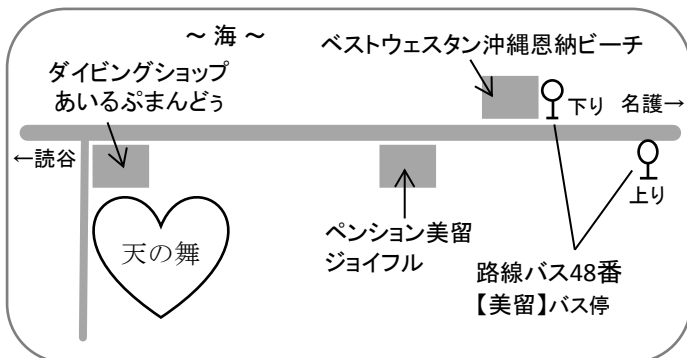 ～ 海 ～
ベストウェスタン沖縄恩納ビーチ
ダイビングショップ
あいるぷまんどぅ
下り
名護→
←読谷
上り
天の舞
ペンション美留
ジョイフル
路線バス48番
【美留】バス停